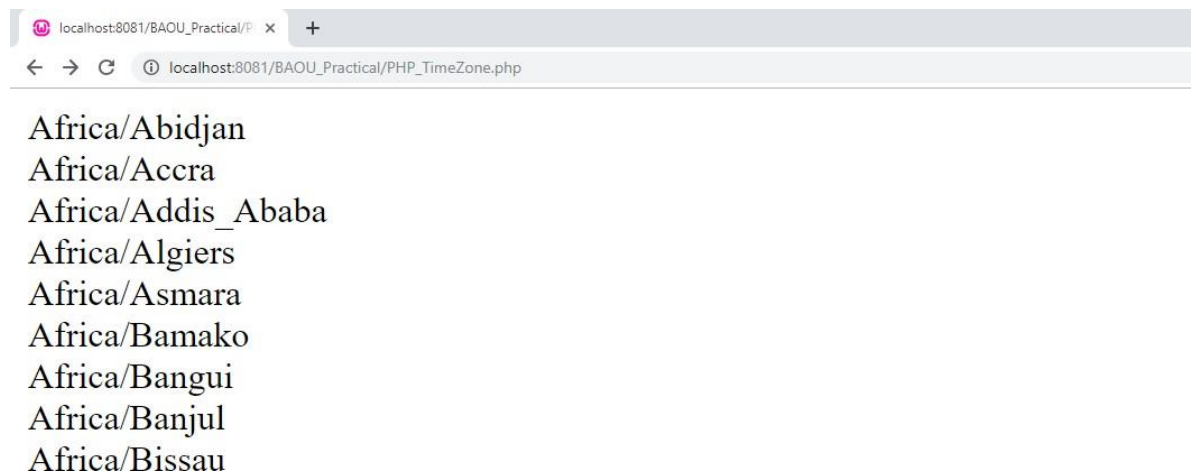 localhost:8081/BAOU_Practical/P
localhost:8081/BAOU_Practical/PHP_TimeZone.php
Africa/Abidjan
Africa/Accra
Africa/Addis_Ababa
Africa/Algiers
Africa/Asmara
Africa/Bamako
Africa/Bangui
Africa/Banjul
Africa/Bissau